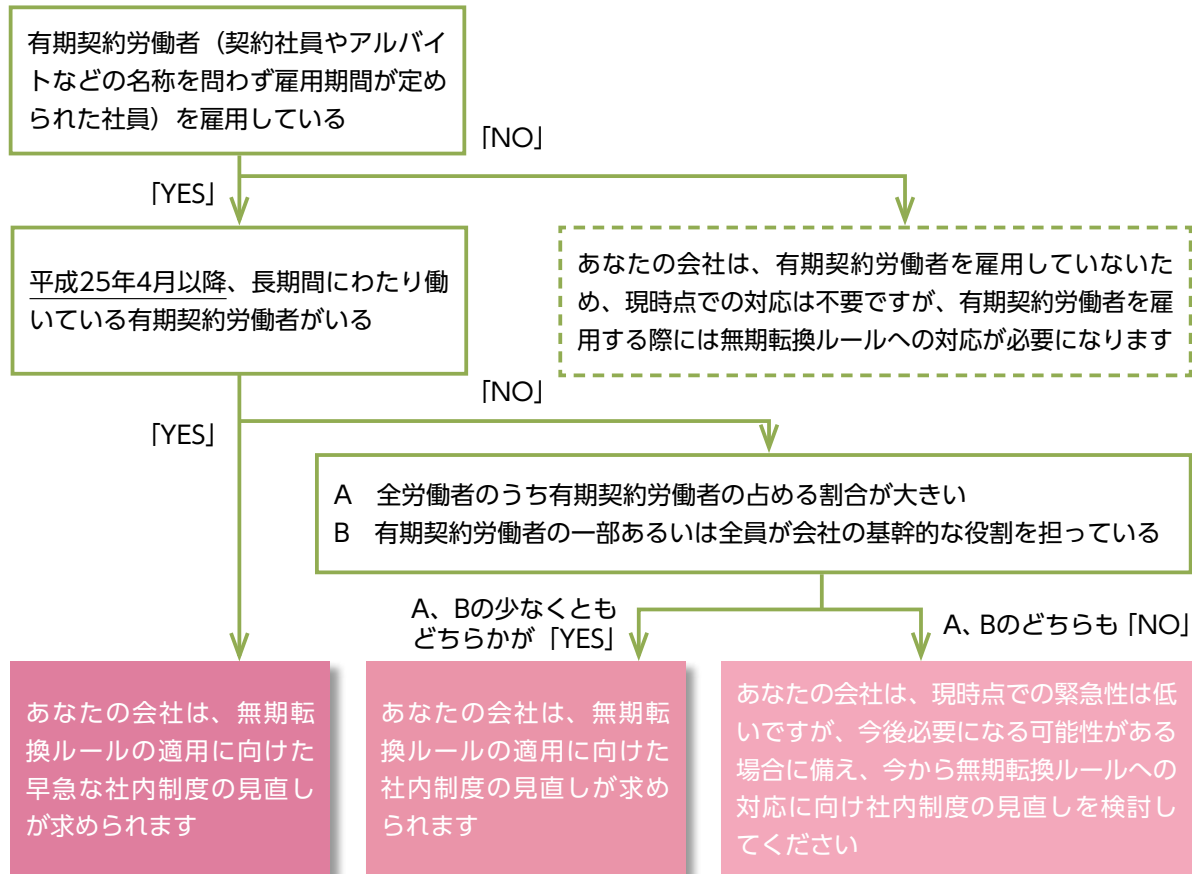 有期契約労働者（契約社員やアルバイ
トなどの名称を問わず雇用期間が定め
られた社員）を雇用している
「NO」
「YES」
平成25年4月以降、長期間にわたり働
いている有期契約労働者がいる
あなたの会社は、有期契約労働者を雇用していないた
め、現時点での対応は不要ですが、有期契約労働者を雇
用する際には無期転換ルールへの対応が必要になります
「NO」
「YES」
A　全労働者のうち有期契約労働者の占める割合が大きい
B　有期契約労働者の一部あるいは全員が会社の基幹的な役割を担っている
A、Bの少なくとも
どちらかが「YES」
A、Bのどちらも「NO」
あなたの会社は、無期転
換ルールの適用に向けた
早急な社内制度の見直し
が求められます
あなたの会社は、無期転
換ルールの適用に向けた
社内制度の見直しが求め
られます
あなたの会社は、現時点での緊急性は低
いですが、今後必要になる可能性がある
場合に備え、今から無期転換ルールへの
対応に向け社内制度の見直しを検討し
てください